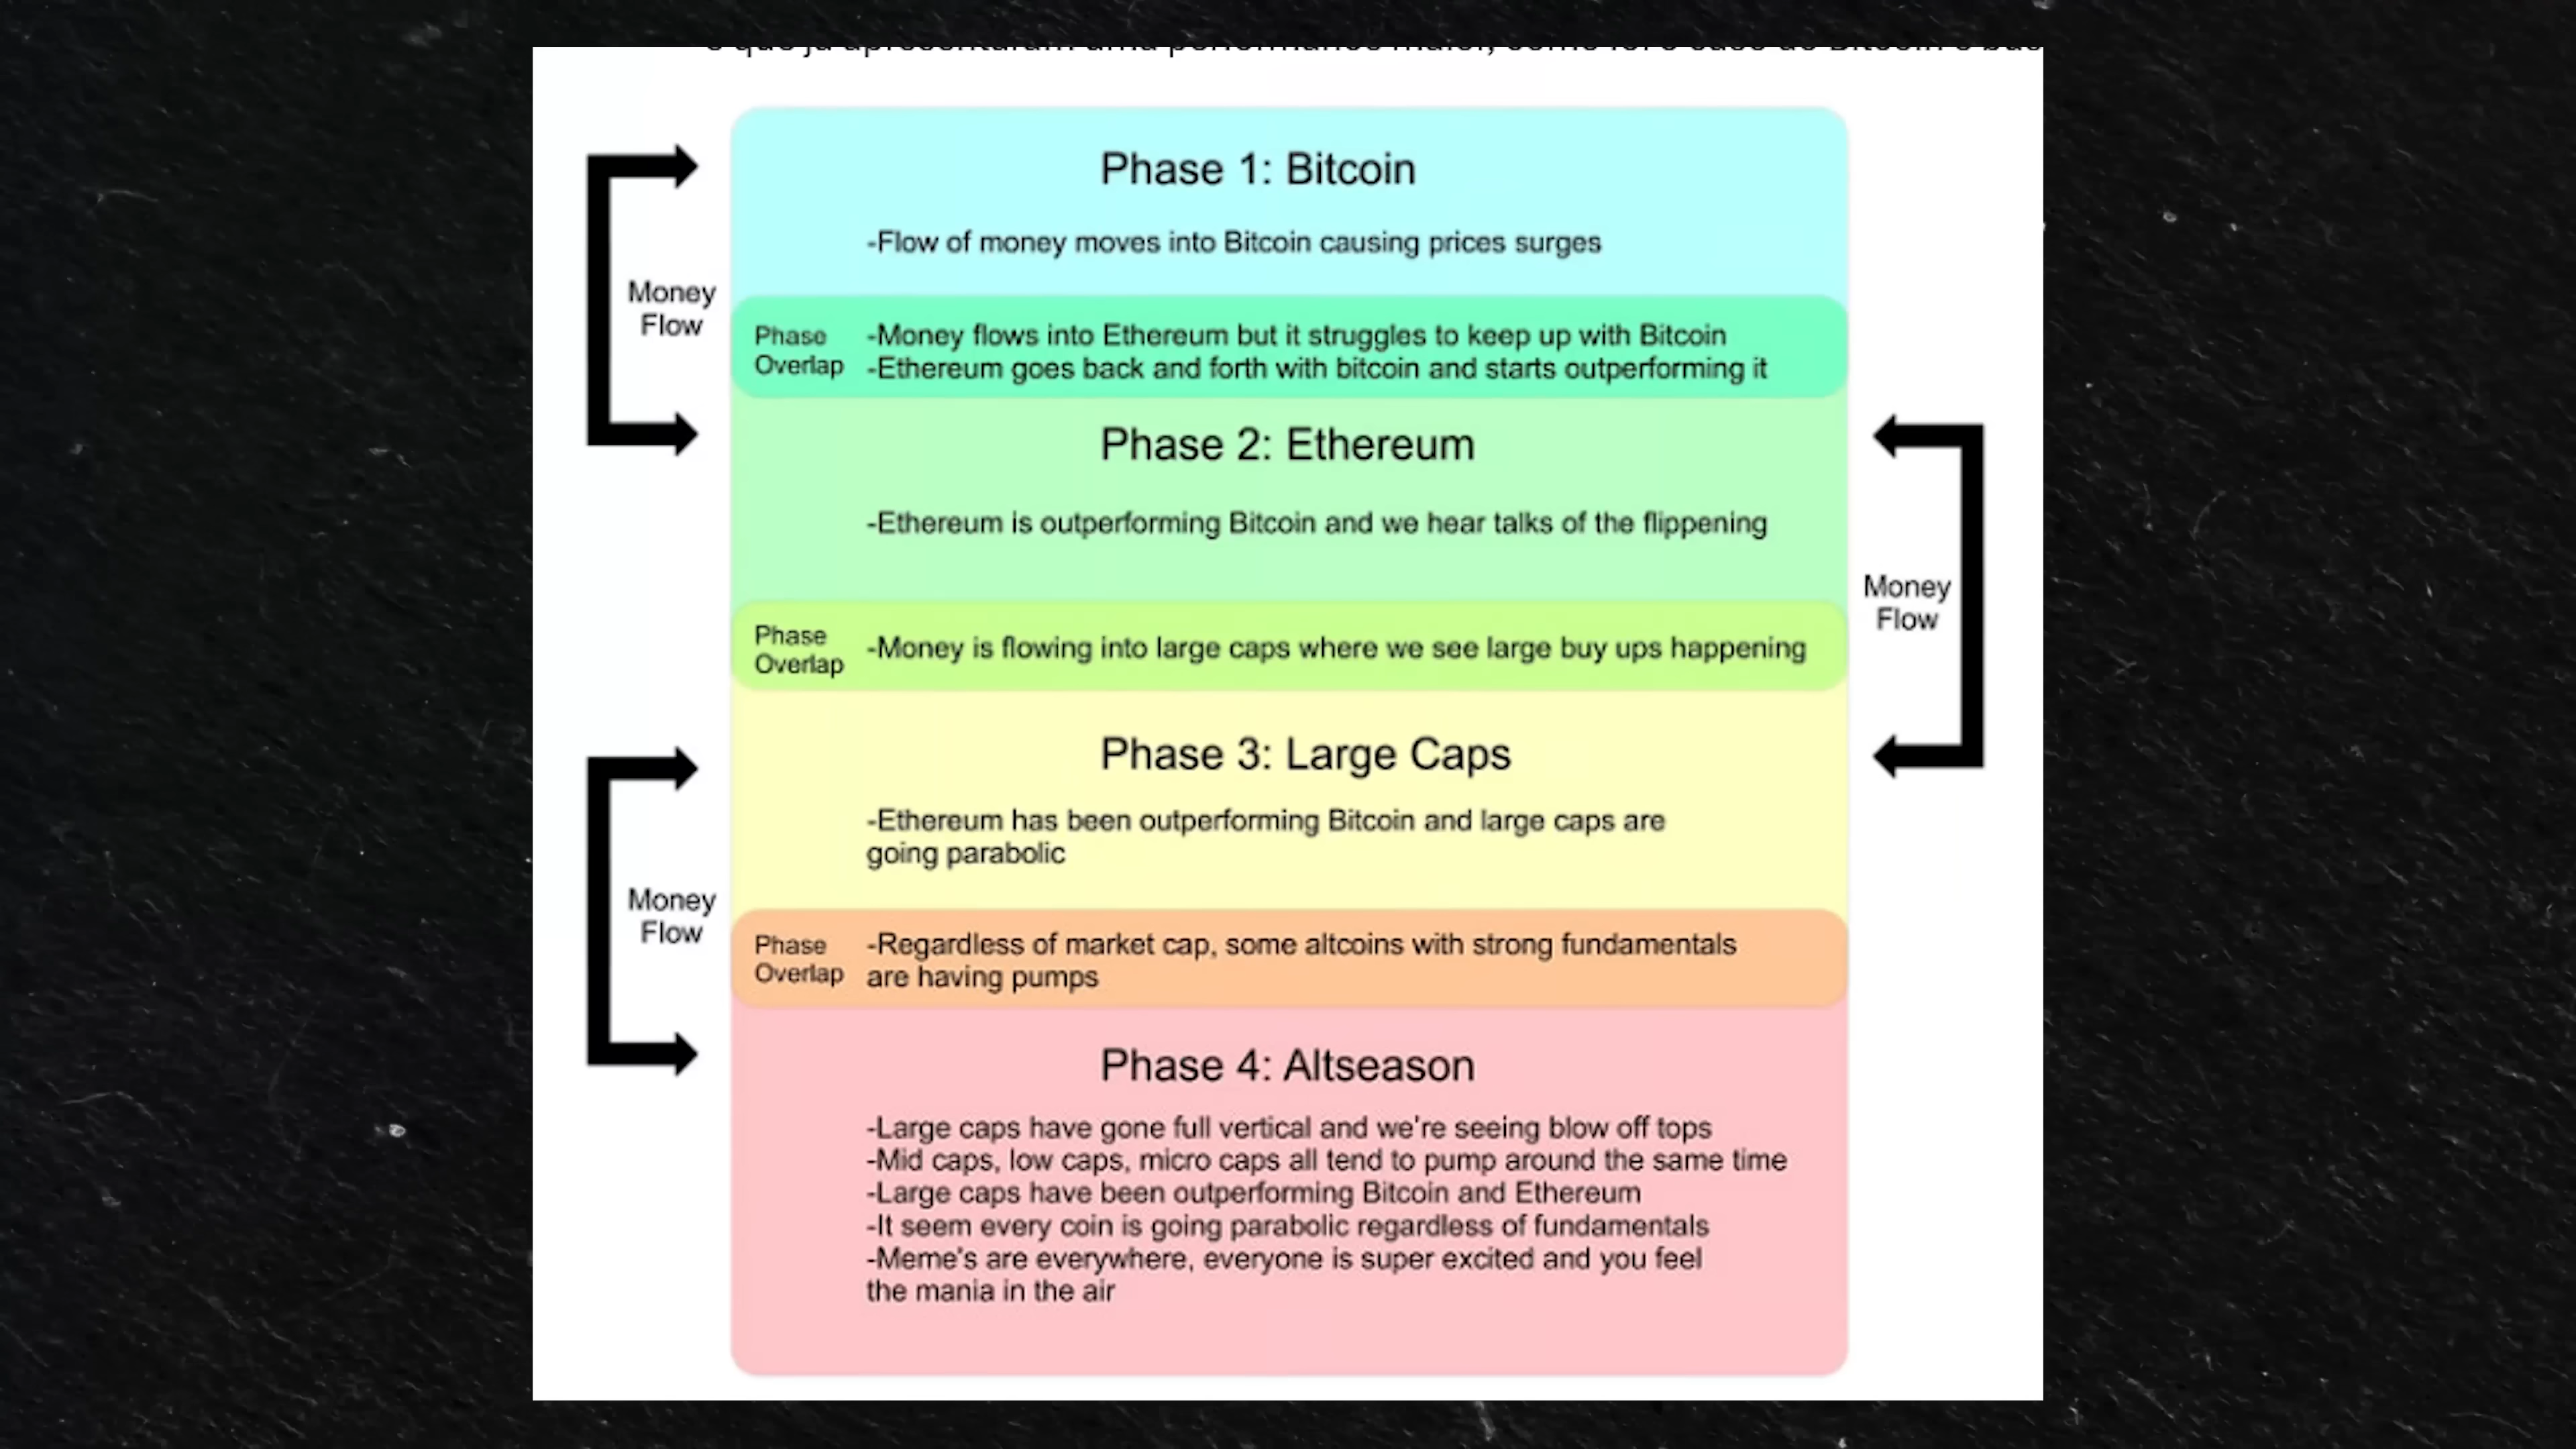 Phase 1: Bitcoin
-Flow of money moves into Bitcoin causing prices surges
Money
Flow
Phase
Overlap
-Money flows into Ethereum but it struggles to keep up with Bitcoin
-Ethereum goes back and forth with bitcoin and starts outperforming it
Phase 2: Ethereum
-Ethereum is outperforming Bitcoin and we hear talks of the flippening
Money
Flow
Phase
Overlap
-Money is flowing into large caps where we see large buy ups happening
Phase 3: Large Caps
-Ethereum has been outperforming Bitcoin and large caps are
going parabolic
Money
Flow
Phase
Overlap
-Regardless of market cap, some altcoins with strong fundamentals
are having pumps
Phase 4: Altseason
-Large caps have gone full vertical and we're seeing blow off tops
-Mid caps, low caps, micro caps all tend to pump around the same time
-Large caps have been outperforming Bitcoin and Ethereum
-It seem every coin is going parabolic regardless of fundamentals
-Meme's are everywhere, everyone is super excited and you feel
the mania in the air